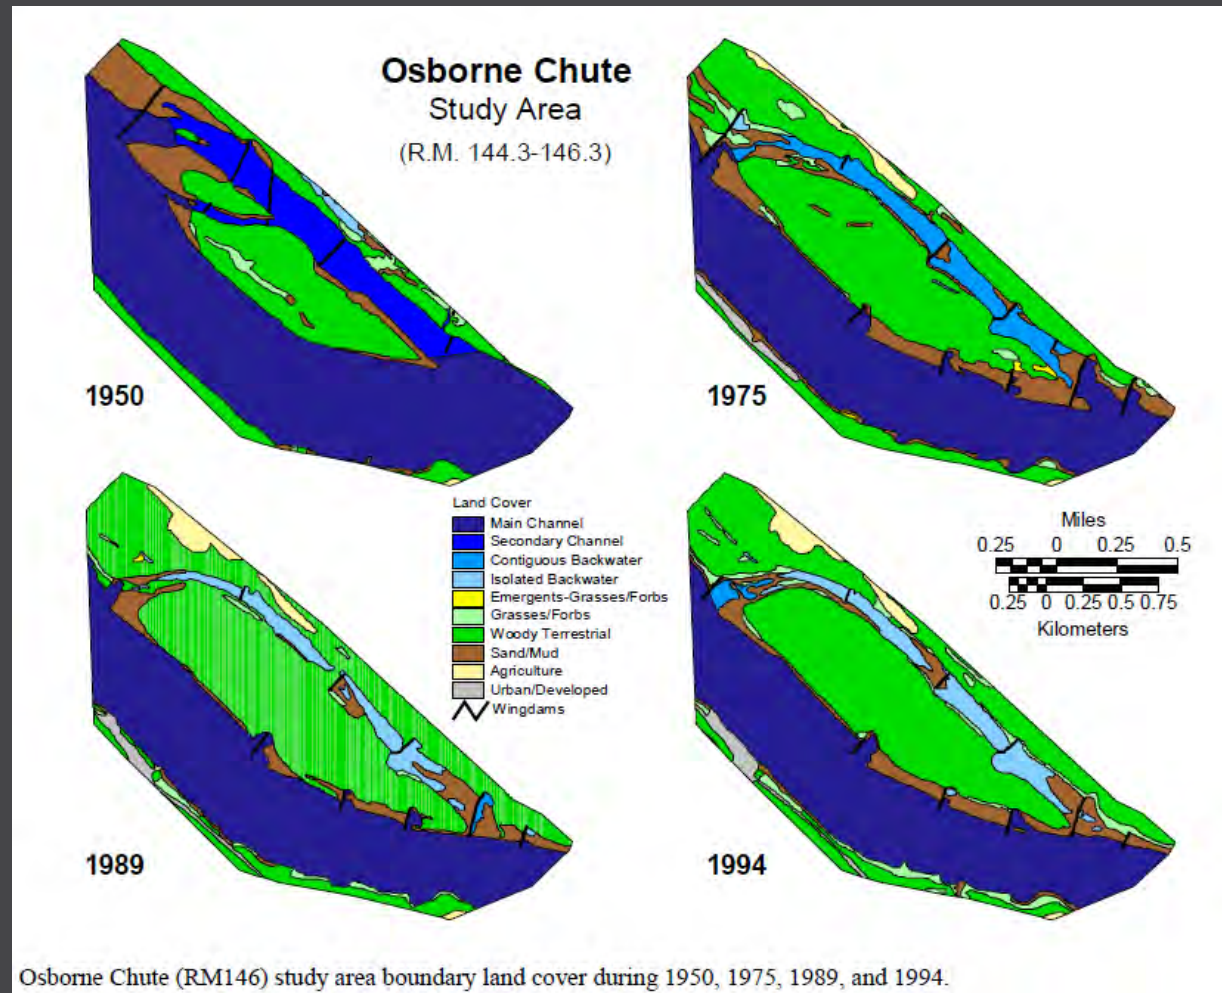 Osborne Chute
Study Area
(R.M. 144.3-146.3)
1950
1975
Land Cover
Main Channel
Secondary Channel
Contiguous Backwater
Isolated Backwater
Emergents-Grasses/Forbs
Grasses/Forbs
Woody Terrestrial
Sand/Mud
Agriculture
Urban/Developed
Wingdams
Miles
0.25 0 0.25 0.5
0.25 0 0.25 0.5 0.75
Kilometers
1989
1994
Osborne Chute (RM146) study area boundary land cover during 1950, 1975, 1989, and 1994.